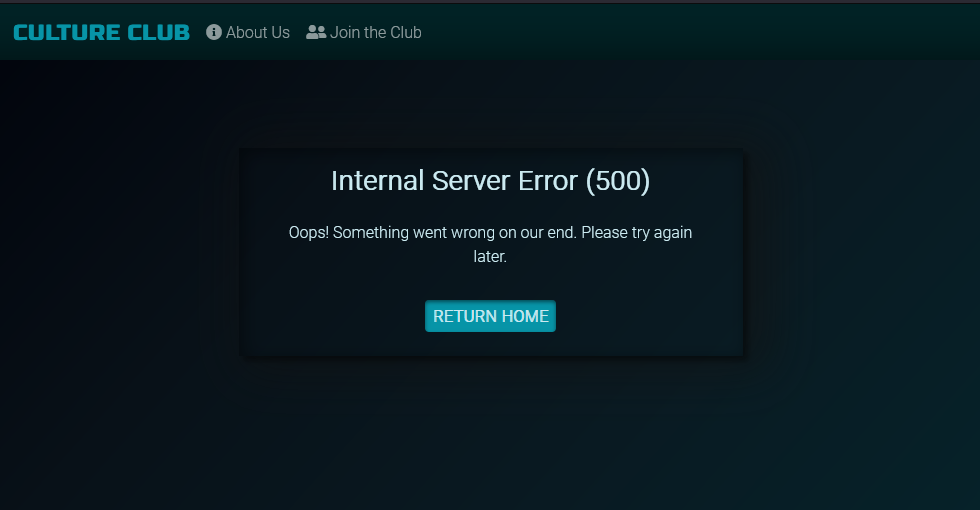 CULTURE CLUB About Us Join the Club
Internal Server Error (500)
Oops! Something went wrong on our end. Please try again
later.
RETURN HOME